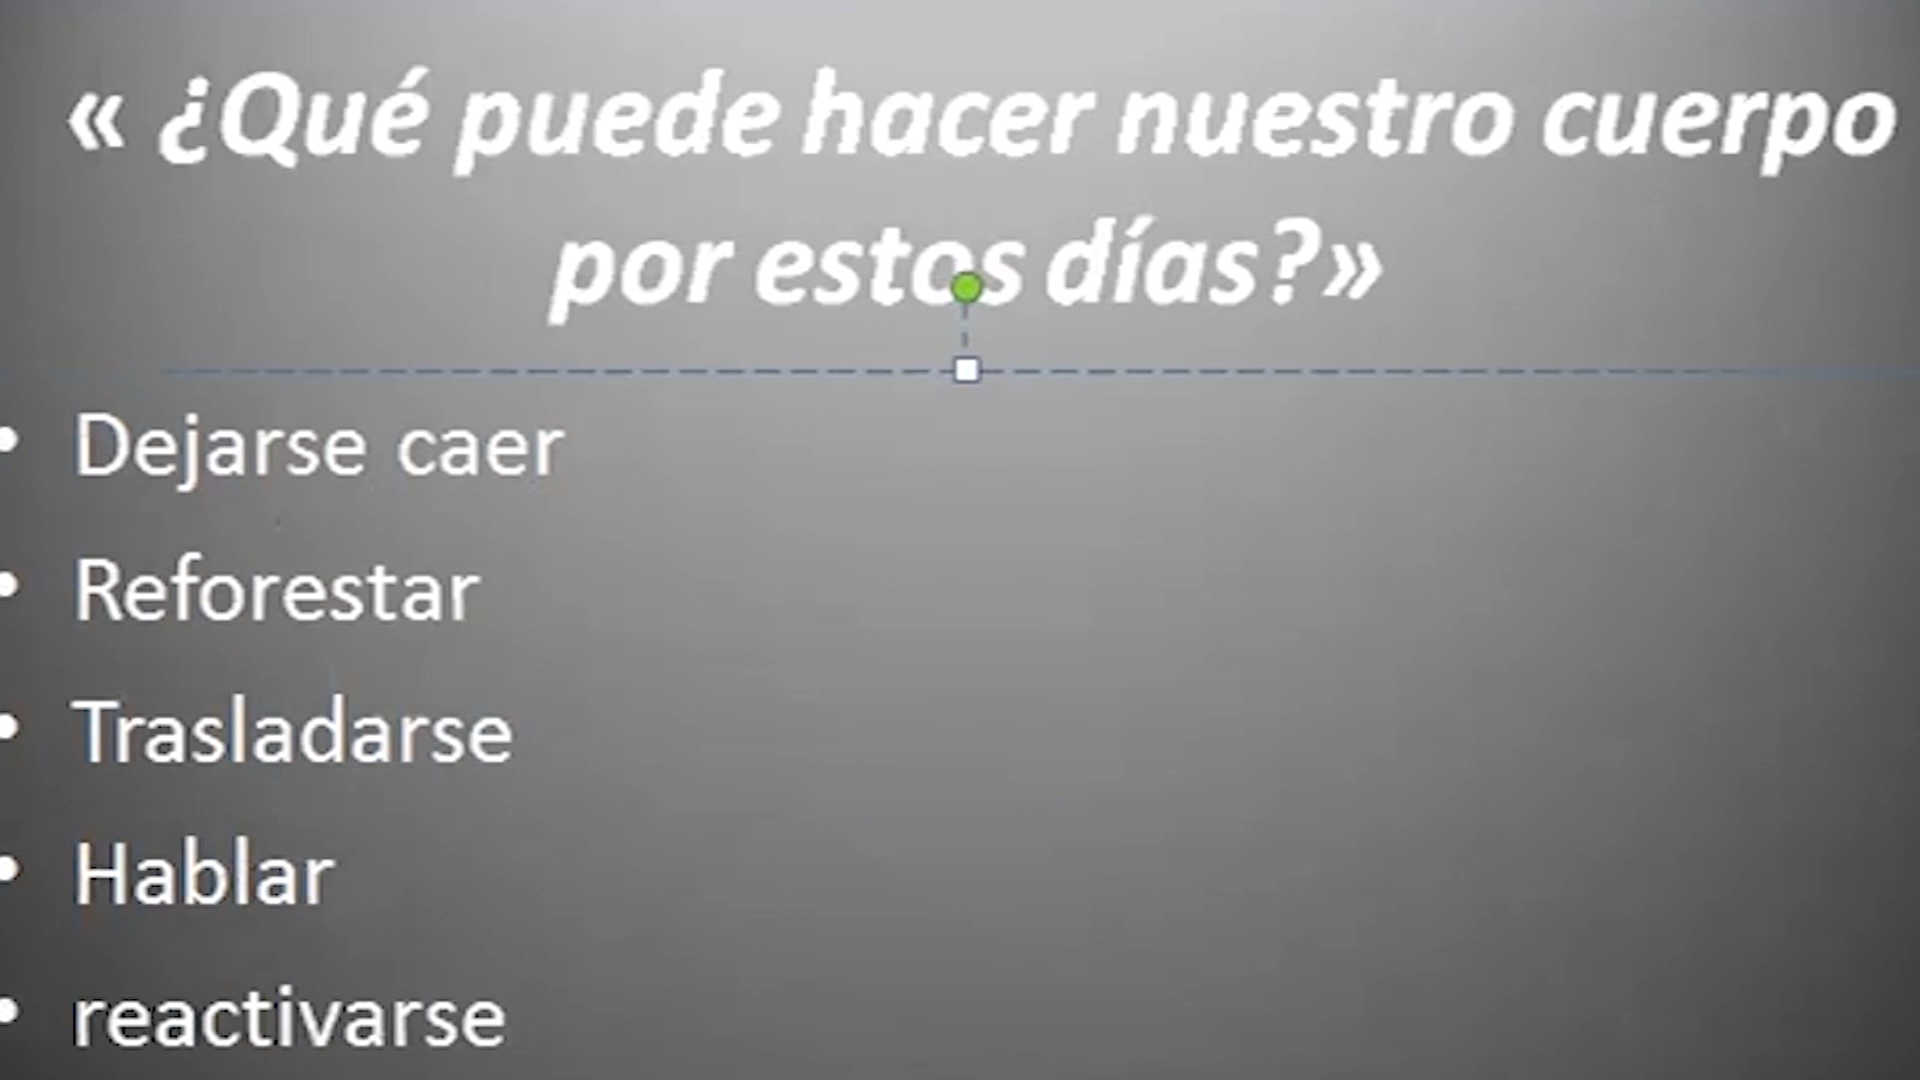 « ¿Qué puede hacer nuestro cuerpo
por estos días?»
• Dejarse caer
• Reforestar
• Trasladarse
• Hablar
• reactivarse